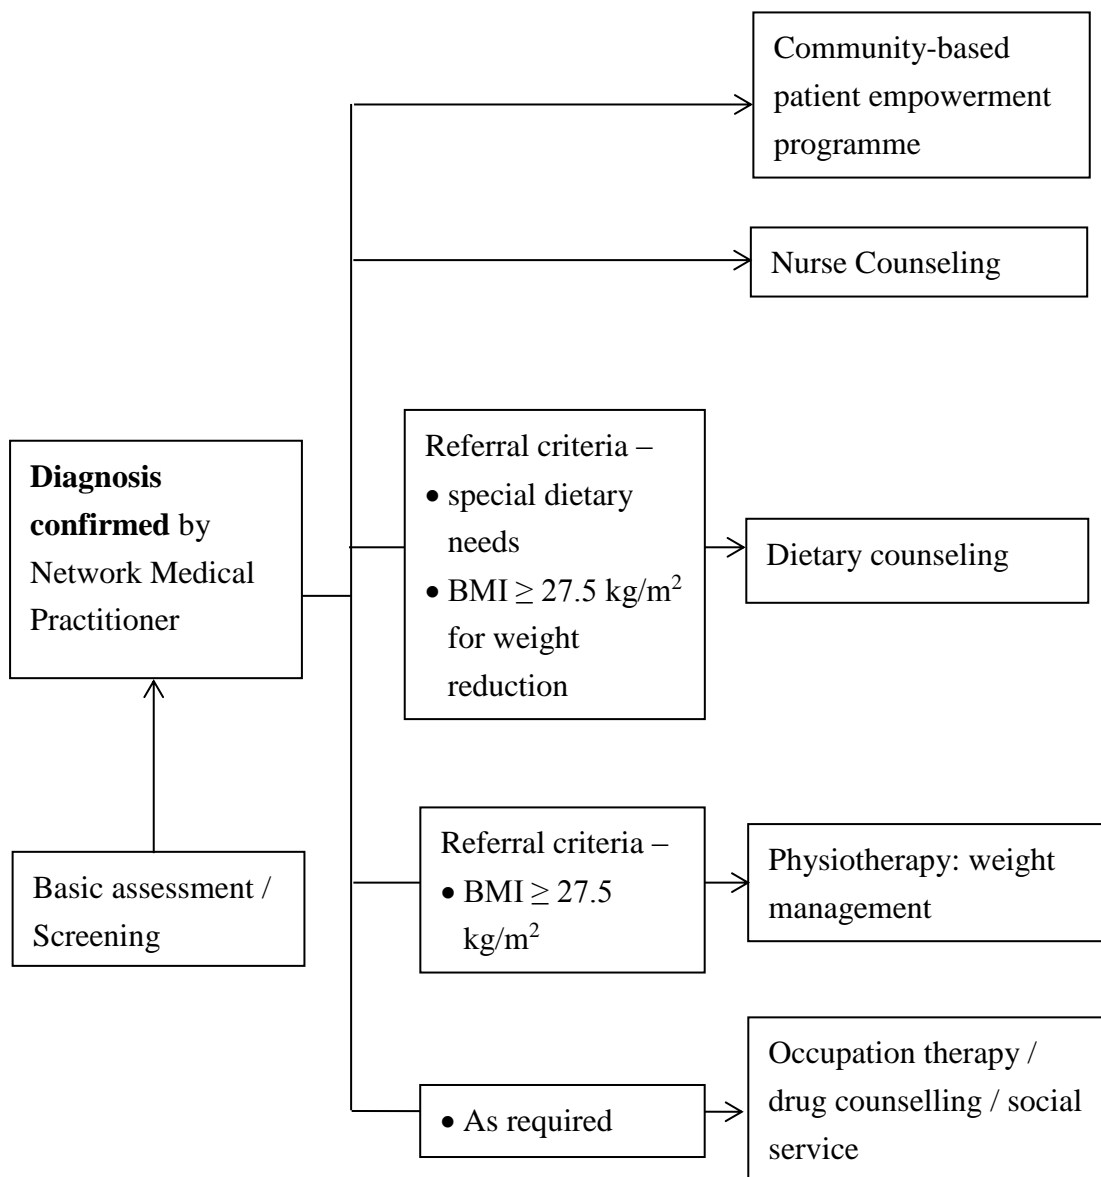 Community-based
patient empowerment
programme
Nurse Counseling
Referral criteria –
• special dietary
needs
• BMI ≥ 27.5 kg/m²
for weight
reduction
Dietary counseling
Diagnosis
confirmed by
Network Medical
Practitioner
Referral criteria –
• BMI ≥ 27.5
kg/m²
Physiotherapy: weight
management
Basic assessment /
Screening
• As required
Occupation therapy /
drug counselling / social
service